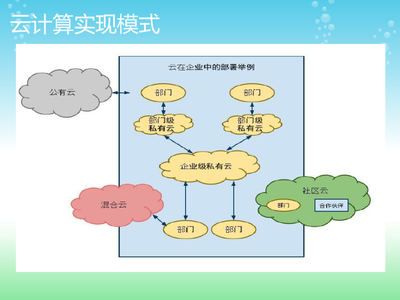 云计算实现模式
云在企业中的部署举例
公有云
部门
部门
部门级
私有云
部门级
私有云
企业级私有云
社区云
混合云
部门
合作伙伴
部门
部门